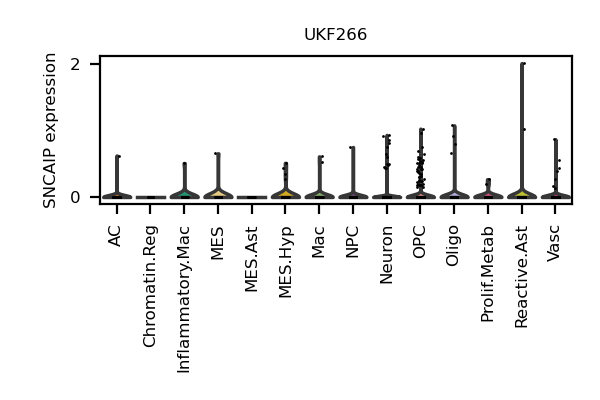 UKF266
SNCAIP expression
2
0
AC
Chromatin.Reg
Inflammatory.Mac
MES
MES.Ast
MES.Hyp
Mac
NPC
Neuron
OPC
Oligo
Prolif.Metab
Reactive.Ast
Vasc